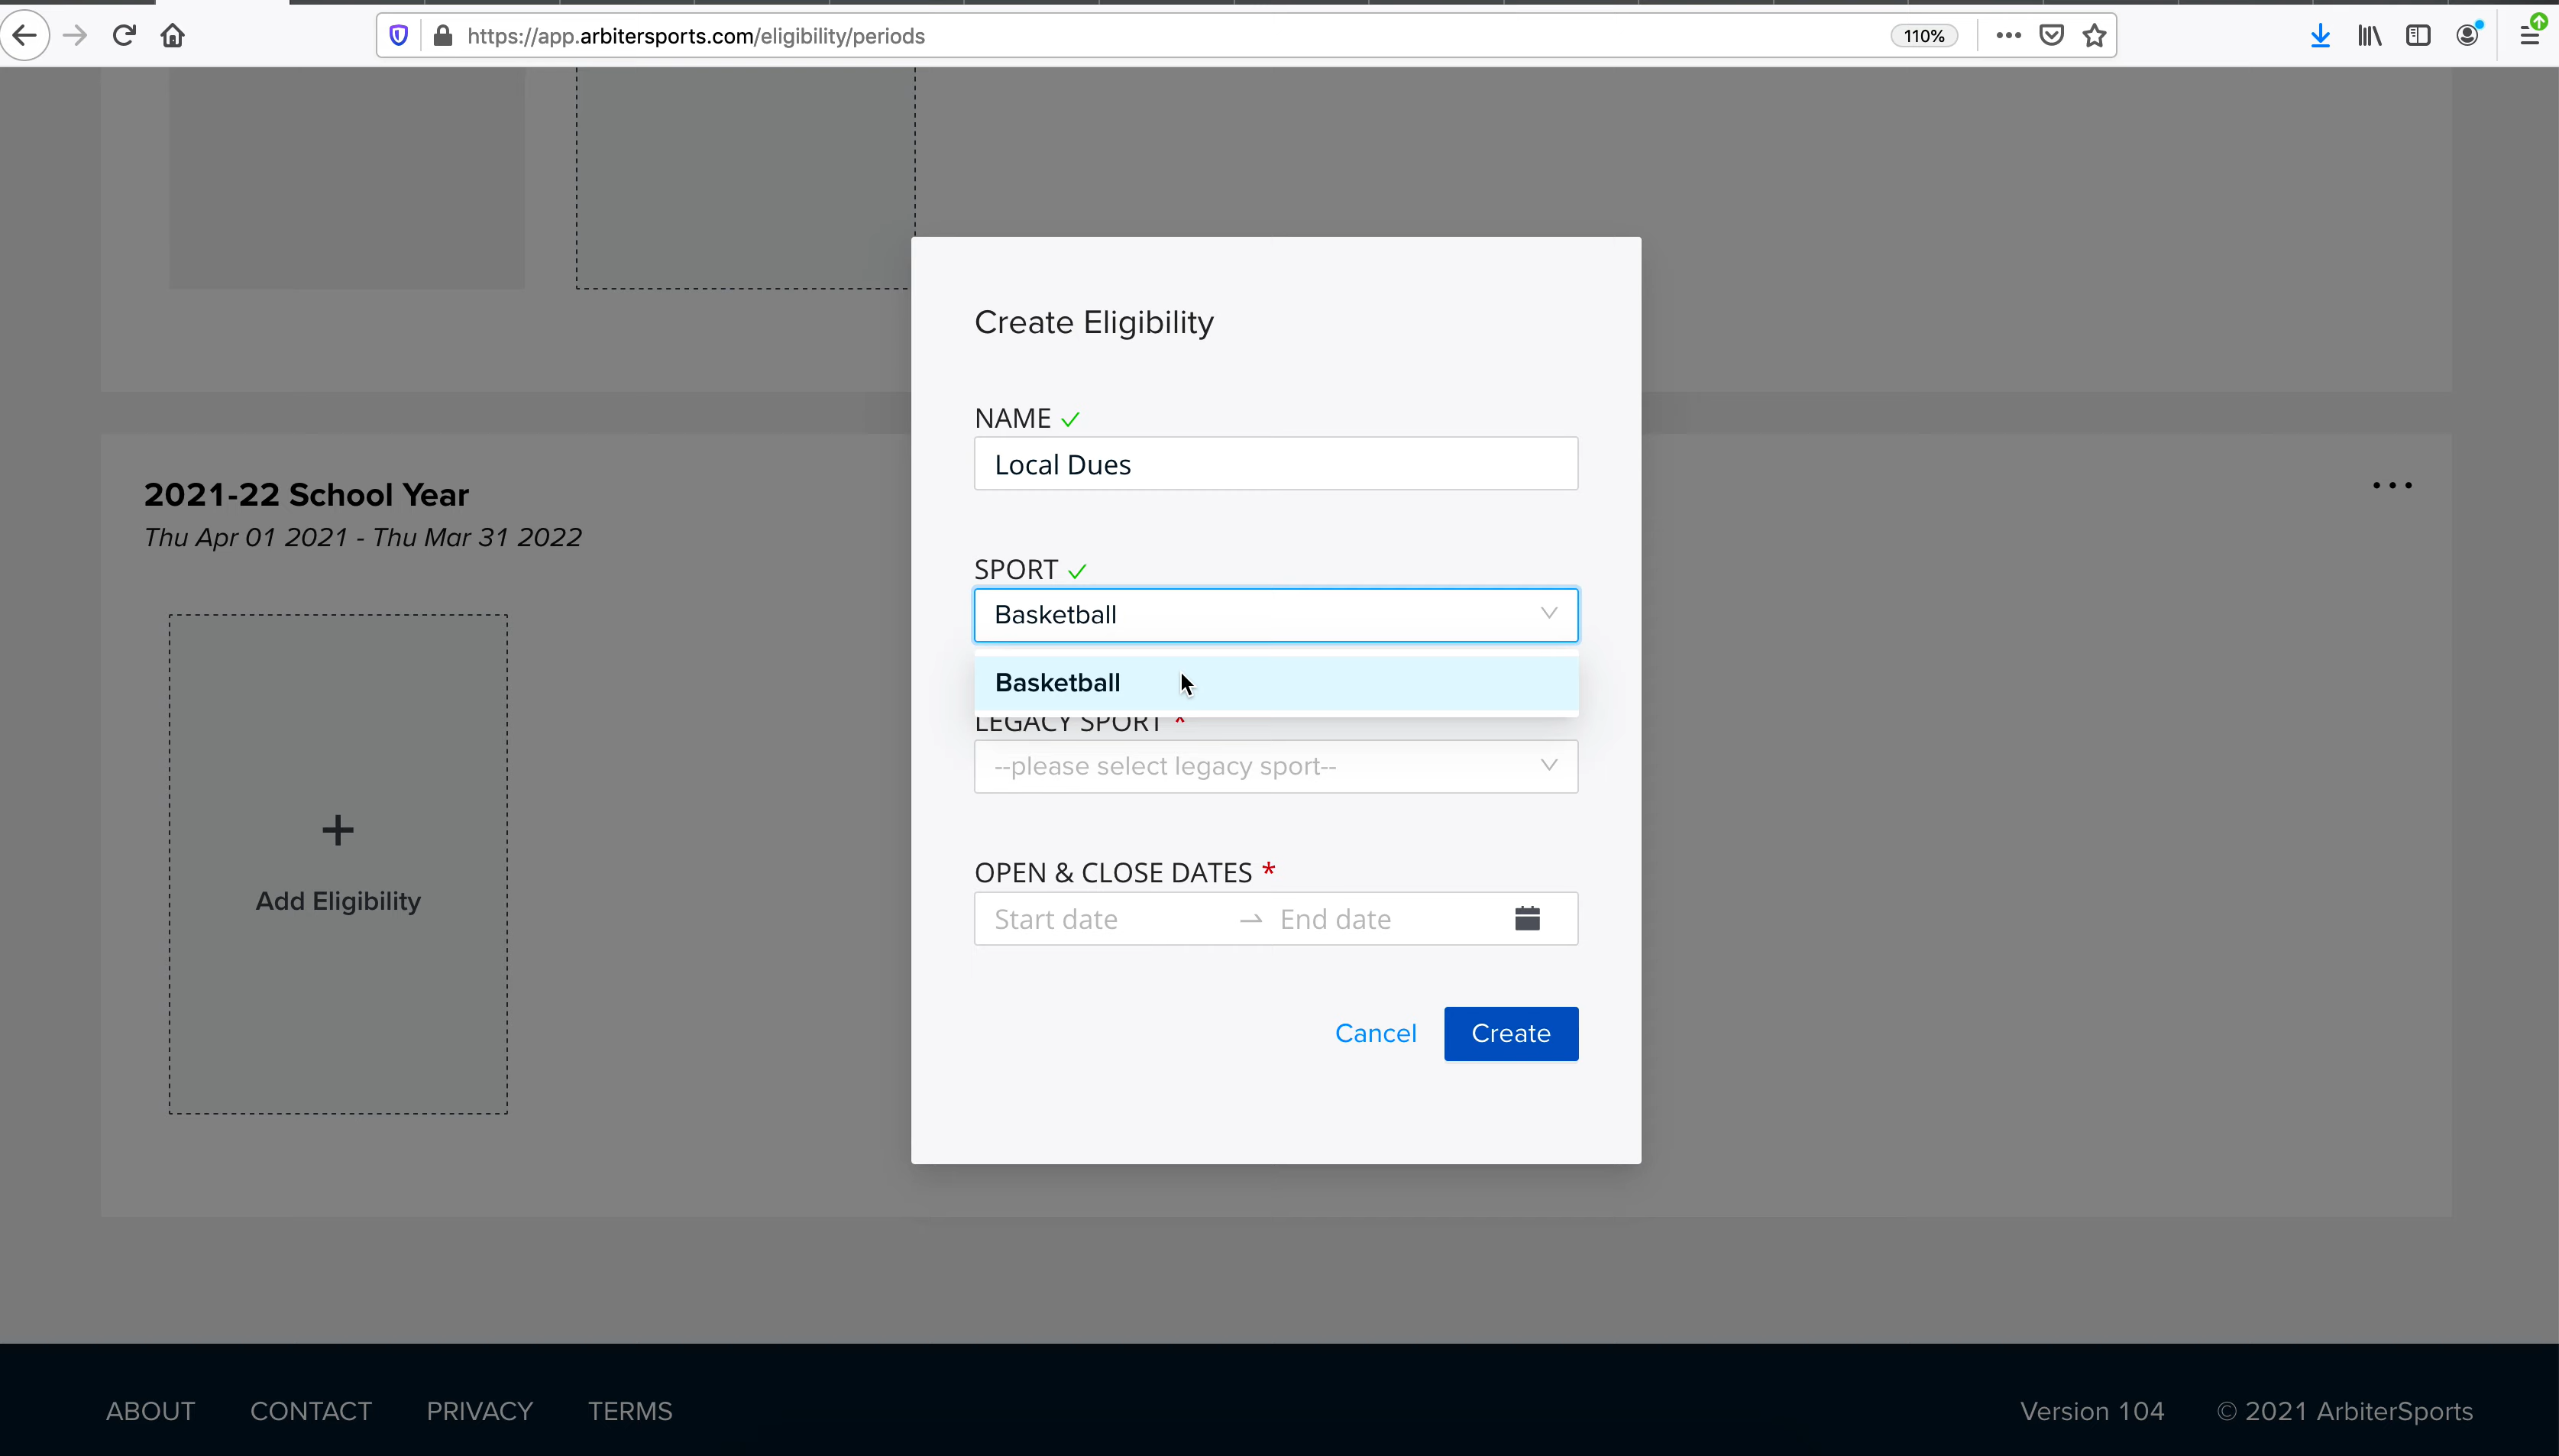 https://app.arbitersports.com/eligibility/periods
110%
Create Eligibility
NAME ✓
Local Dues
SPORT ✓
Basketball
Basketball
LEGACY SPORT *
--please select legacy sport--
OPEN & CLOSE DATES *
Start date → End date
Cancel
Create
2021-22 School Year
Thu Apr 01 2021 - Thu Mar 31 2022
+
Add Eligibility
ABOUT CONTACT PRIVACY TERMS
Version 104 © 2021 ArbiterSports